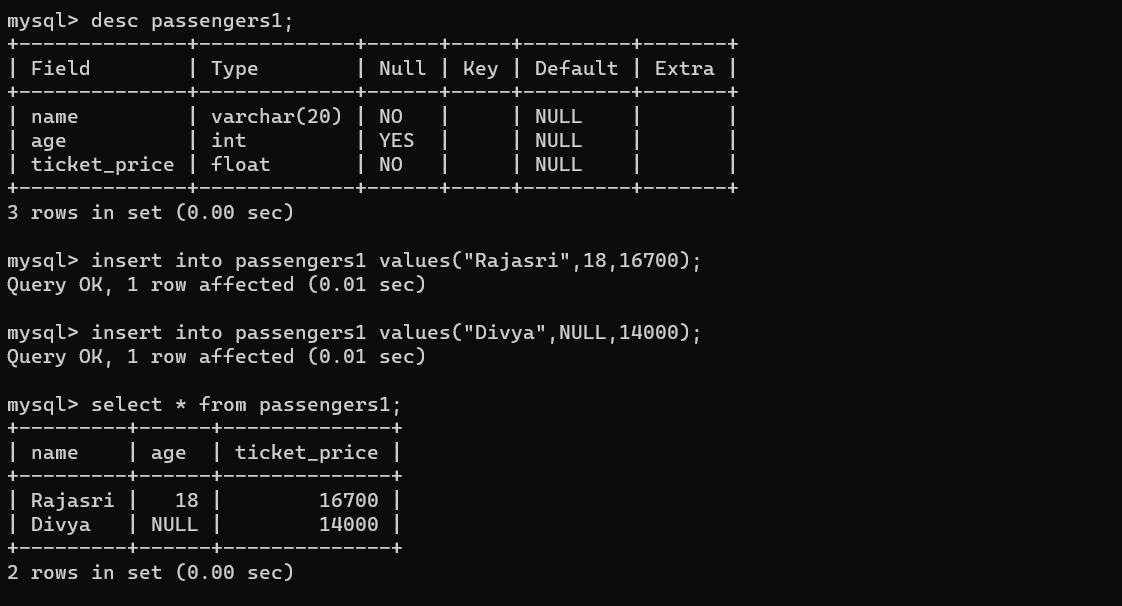 mysql> desc passengers1;
+--------------+-------------+------+-----+---------+-------+
| Field        | Type        | Null | Key | Default | Extra |
+--------------+-------------+------+-----+---------+-------+
| name         | varchar(20) | NO   |     | NULL    |       |
| age          | int         | YES  |     | NULL    |       |
| ticket_price | float       | NO   |     | NULL    |       |
+--------------+-------------+------+-----+---------+-------+
3 rows in set (0.00 sec)

mysql> insert into passengers1 values("Rajasri",18,16700);
Query OK, 1 row affected (0.01 sec)

mysql> insert into passengers1 values("Divya",NULL,14000);
Query OK, 1 row affected (0.01 sec)

mysql> select * from passengers1;
+---------+------+--------------+
| name    | age  | ticket_price |
+---------+------+--------------+
| Rajasri |   18 |        16700 |
| Divya   | NULL |        14000 |
+---------+------+--------------+
2 rows in set (0.00 sec)